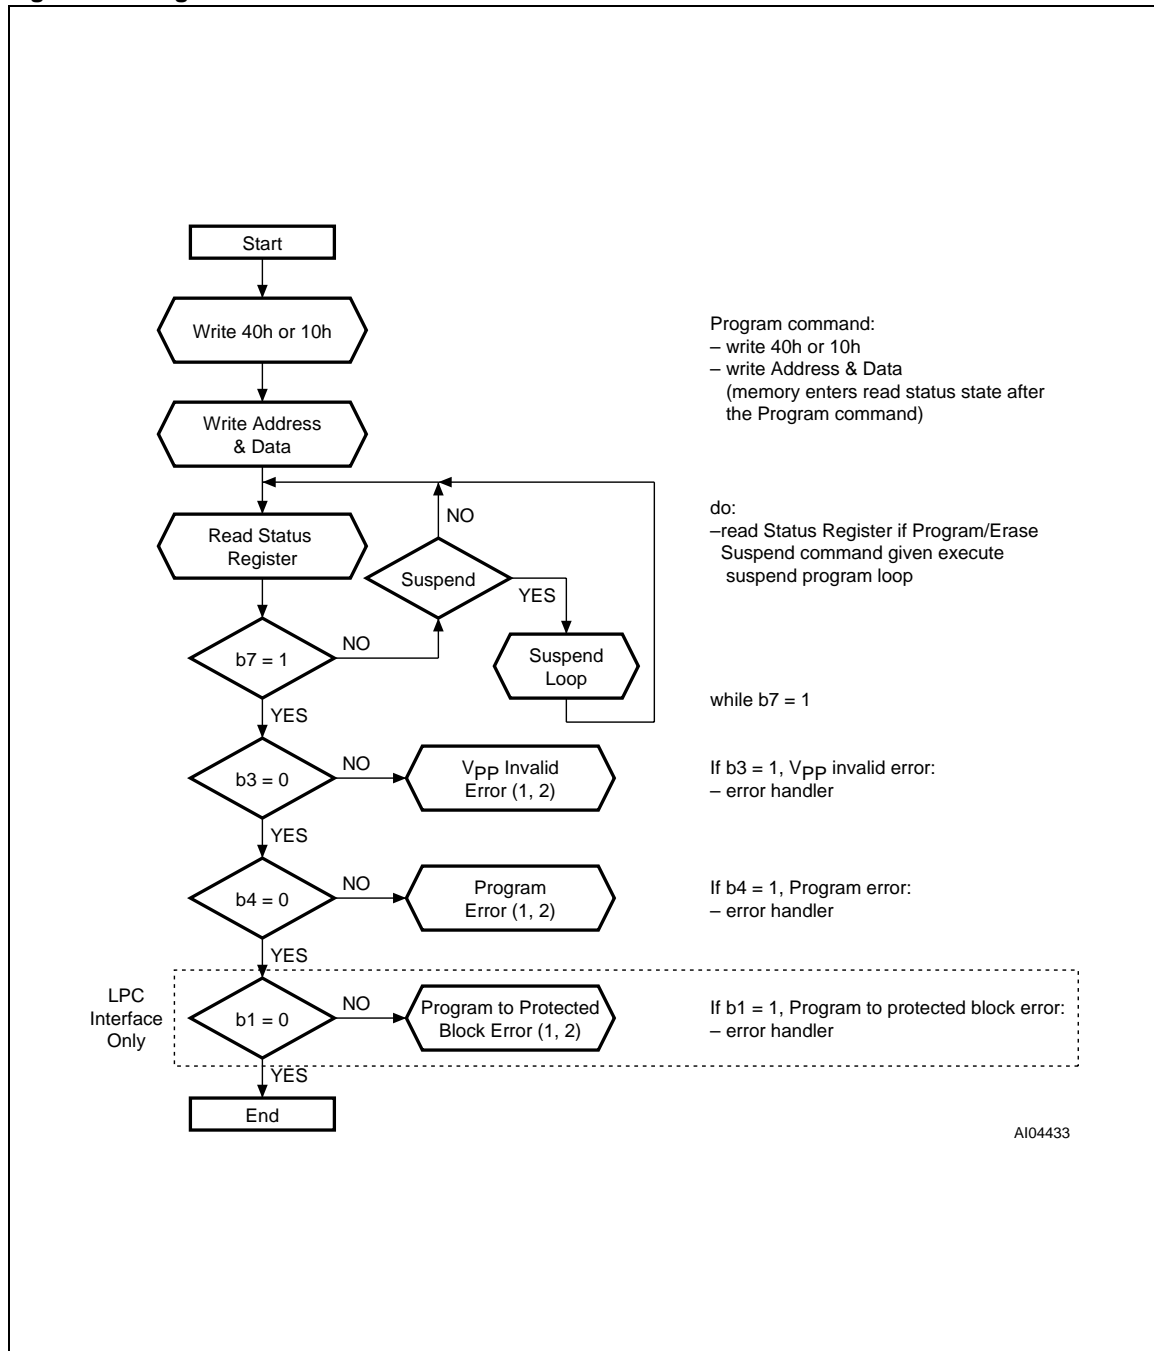 Start
Write 40h or 10h
Write Address
& Data
Read Status
Register
NO
Suspend
YES
Suspend
Loop
b7 = 1
NO
YES
b3 = 0
NO
VPP Invalid
Error (1, 2)
YES
b4 = 0
NO
Program
Error (1, 2)
YES
LPC
Interface
Only
b1 = 0
NO
Program to Protected
Block Error (1, 2)
YES
End
Program command:
– write 40h or 10h
– write Address & Data
(memory enters read status state after
the Program command)
do:
–read Status Register if Program/Erase
Suspend command given execute
suspend program loop
while b7 = 1
If b3 = 1, VPP invalid error:
– error handler
If b4 = 1, Program error:
– error handler
If b1 = 1, Program to protected block error:
– error handler
AI04433